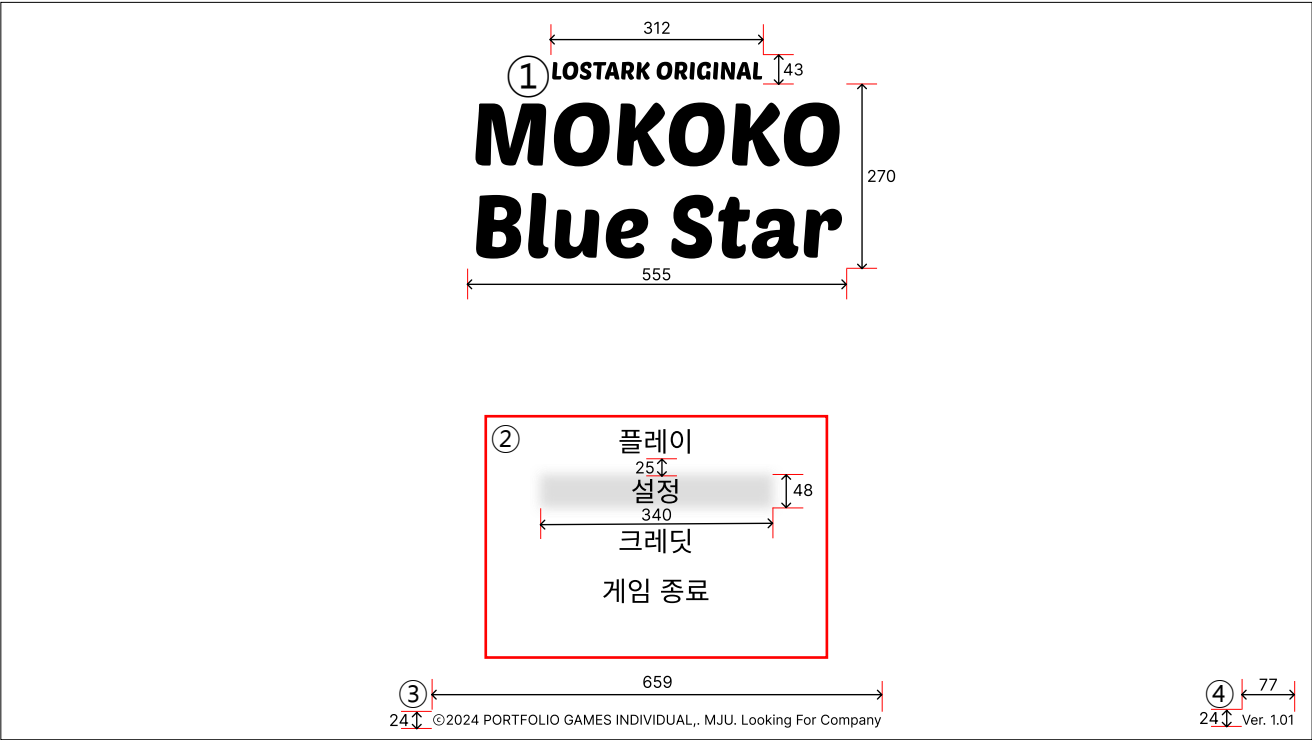 312
① LOSTARK ORIGINAL 43
MOKOKO
270
Blue Star
555
② 플레이
25
설정 48
340
크레딧
게임 종료
③ 659
24 ©2024 PORTFOLIO GAMES INDIVIDUAL,. MJU. Looking For Company
④ 77
24 Ver. 1.01